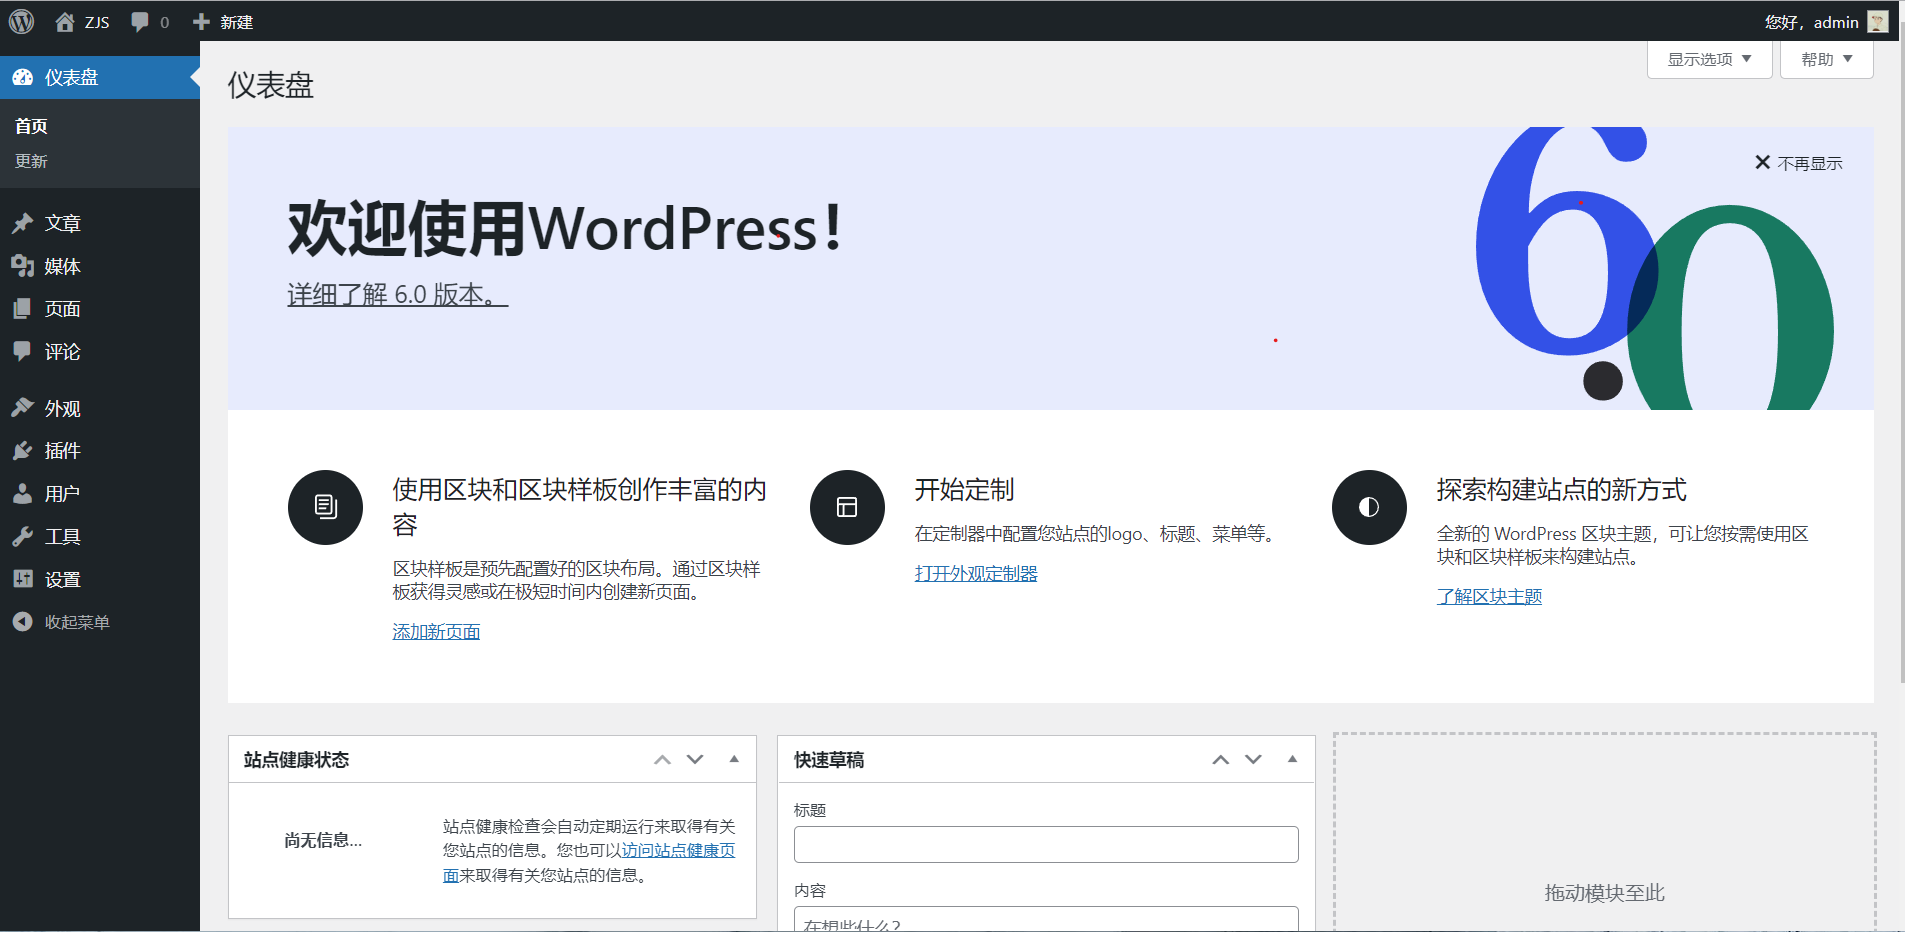 ZJS 0 新建 您好，admin
显示选项 帮助
仪表盘
首页
更新
文章
媒体
页面
评论
外观
插件
用户
工具
设置
收起菜单
仪表盘
不再显示
欢迎使用WordPress！
详细了解 6.0 版本。
6.0
使用区块和区块样板创作丰富的内
容
区块样板是预先配置好的区块布局。通过区块样
板获得灵感或在极短时间内创建新页面。
添加新页面
开始定制
在定制器中配置您站点的logo、标题、菜单等。
打开外观定制器
探索构建站点的新方式
全新的 WordPress 区块主题，可让您按需使用区
块和区块样板来构建站点。
了解区块主题
站点健康状态
尚无信息...
站点健康检查会自动定期运行来取得有关
您站点的信息。您也可以访问站点健康页
面来取得有关您站点的信息。
快速草稿
标题
内容
在想些什么？
拖动模块至此